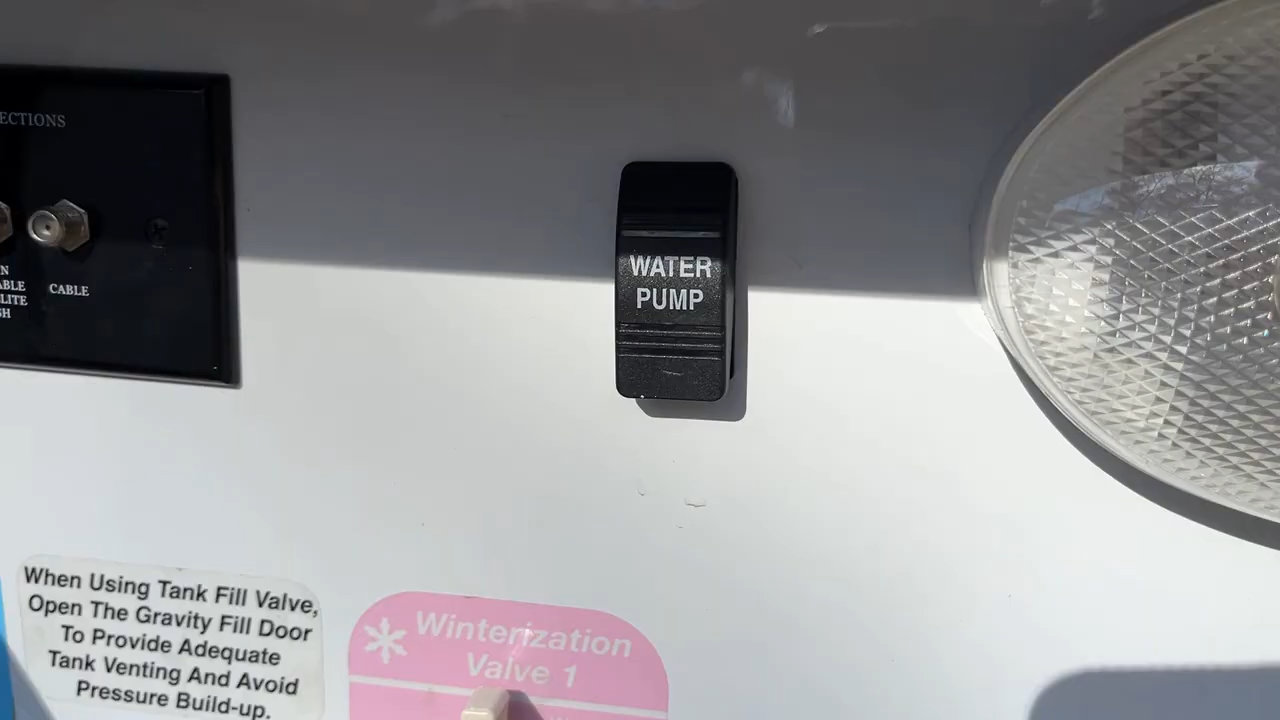 ECTIONS
CABLE
WATER
PUMP
When Using Tank Fill Valve,
Open The Gravity Fill Door
To Provide Adequate
Tank Venting And Avoid
Pressure Build-up.
Winterization
Valve 1